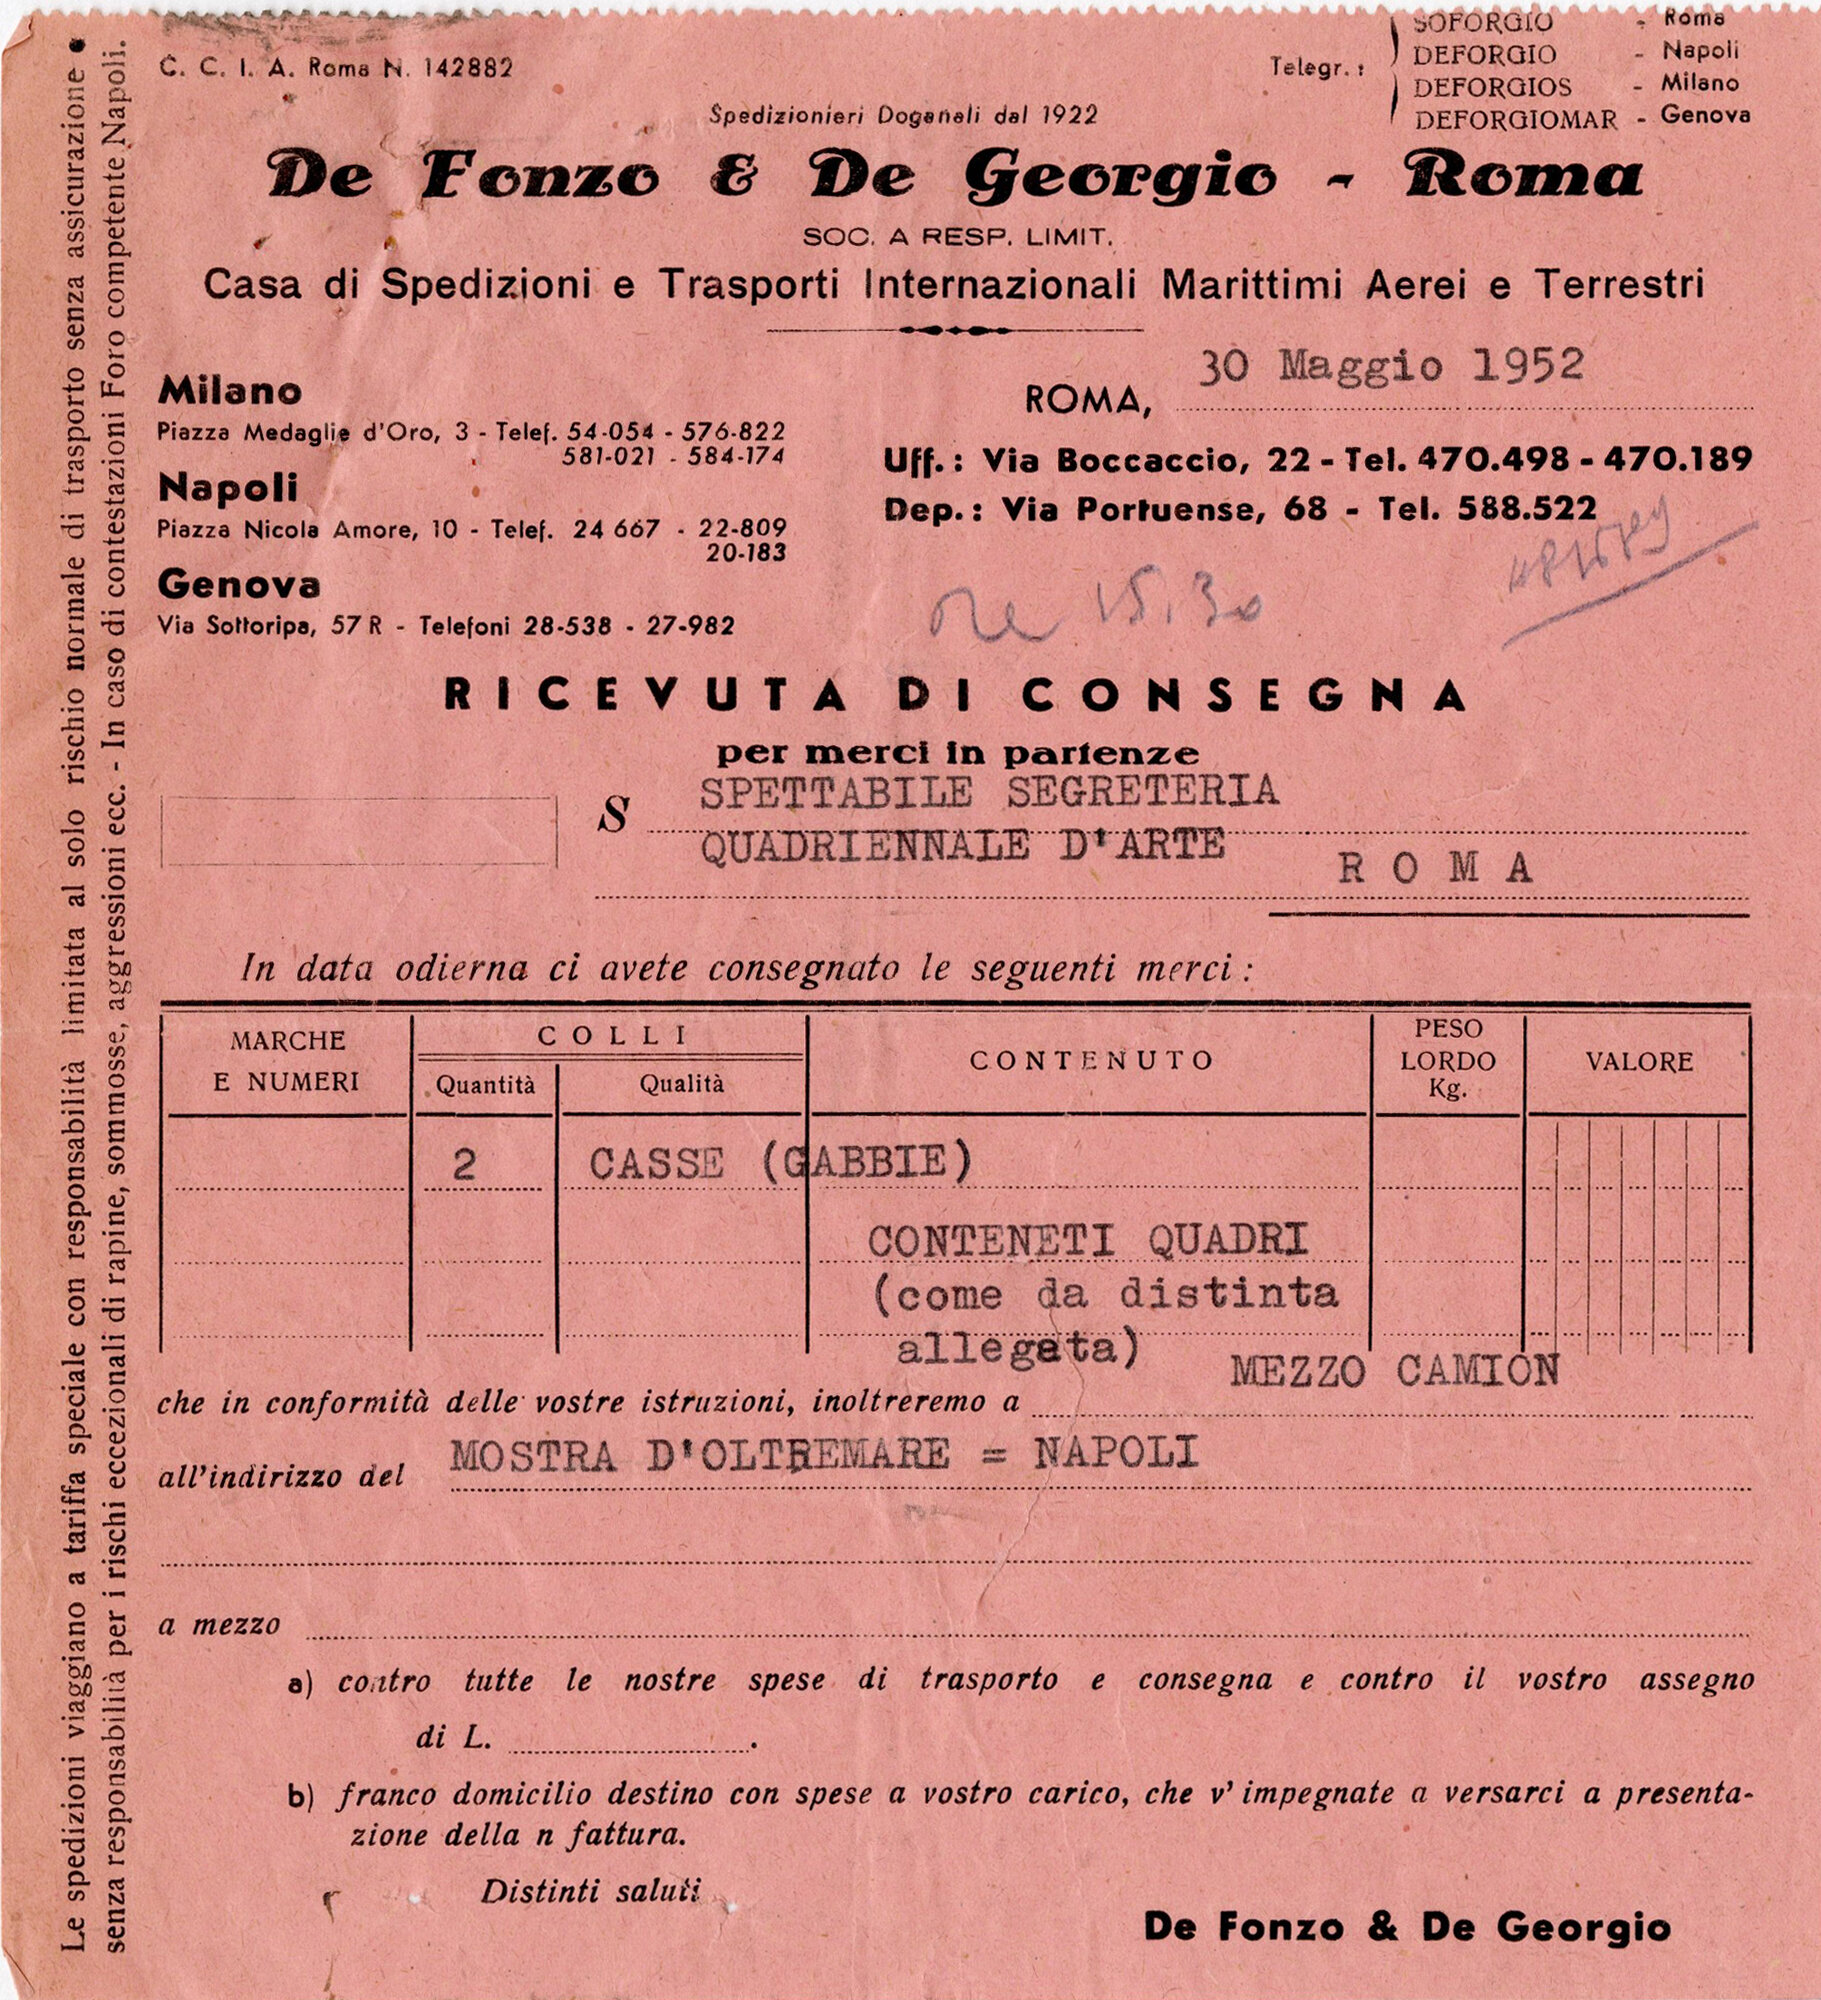 C. C. I. A. Roma N. 142882
Telegr. :
SOFORGIO - Roma
DEFORGIO - Napoli
DEFORGIOS - Milano
DEFORGIOMAR - Genova
Spedizionieri Doganali dal 1922
De Fonzo & De Georgio - Roma
SOC. A RESP. LIMIT.
Casa di Spedizioni e Trasporti Internazionali Marittimi Aerei e Terrestri
Milano
Piazza Medaglie d'Oro, 3 - Telef. 54-054 - 576-822
581-021 - 584-174
Napoli
Piazza Nicola Amore, 10 - Telef. 24 667 - 22-809
20-183
Genova
Via Sottoripa, 57 R - Telefoni 28-538 - 27-982
ROMA, 30 Maggio 1952
Uff. : Via Boccaccio, 22 - Tel. 470.498 - 470.189
Dep. : Via Portuense, 68 - Tel. 588.522
ore 15.30
RICEVUTA DI CONSEGNA
per merci in partenze
S SPETTABILE SEGRETERIA
QUADRIENNALE D'ARTE
R O M A
In data odierna ci avete consegnato le seguenti merci :
MARCHE
E NUMERI
COLLI
Quantità
Qualità
CONTENUTO
PESO
LORDO
Kg.
VALORE
2 CASSE (GABBIE)
CONTENETI QUADRI
(come da distinta
allegata)
MEZZO CAMION
che in conformità delle vostre istruzioni, inoltreremo a
all'indirizzo del MOSTRA D'OLTREMARE = NAPOLI
a mezzo
a) contro tutte le nostre spese di trasporto e consegna e contro il vostro assegno
di L. .
b) franco domicilio destino con spese a vostro carico, che v' impegnate a versarci a presenta-
zione della n fattura.
Distinti saluti
De Fonzo & De Georgio
Le spedizioni viaggiano a tariffa speciale con responsabilità limitata al solo rischio normale di trasporto senza assicurazione •
senza responsabilità per i rischi eccezionali di rapine, sommosse, aggressioni ecc. - In caso di contestazioni Foro competente Napoli.